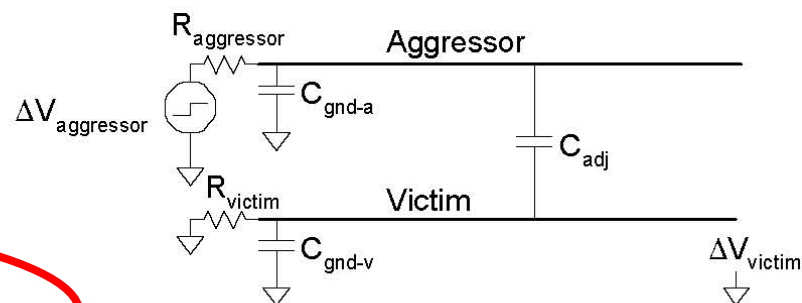 R_aggressor
Aggressor
ΔV_aggressor
C_gnd-a
C_adj
R_victim
Victim
C_gnd-v
ΔV_victim